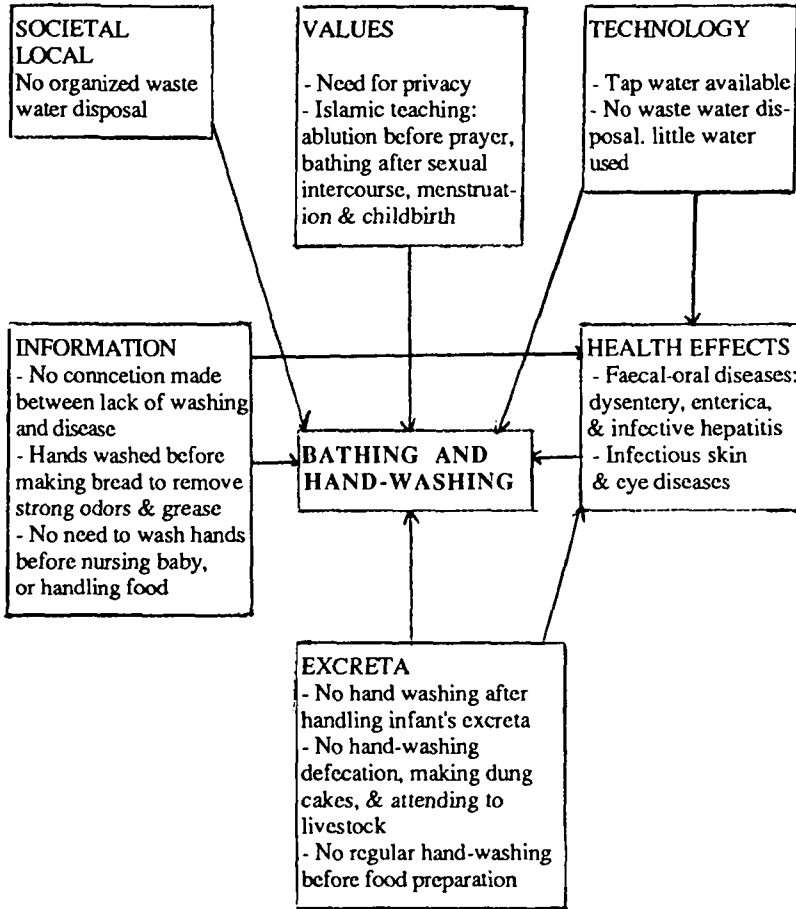 SOCIETAL
LOCAL
No organized waste
water disposal
VALUES
- Need for privacy
- Islamic teaching:
ablution before prayer,
bathing after sexual
intercourse, menstruat-
ion & childbirth
TECHNOLOGY
- Tap water available
- No waste water dis-
posal. little water
used
INFORMATION
- No conncetion made
between lack of washing
and disease
- Hands washed before
making bread to remove
strong odors & grease
- No need to wash hands
before nursing baby,
or handling food
BATHING AND
HAND-WASHING
HEALTH EFFECTS
- Faecal-oral diseases:
dysentery, enterica,
& infective hepatitis
- Infectious skin
& eye diseases
EXCRETA
- No hand washing after
handling infant's excreta
- No hand-washing
defecation, making dung
cakes, & attending to
livestock
- No regular hand-washing
before food preparation